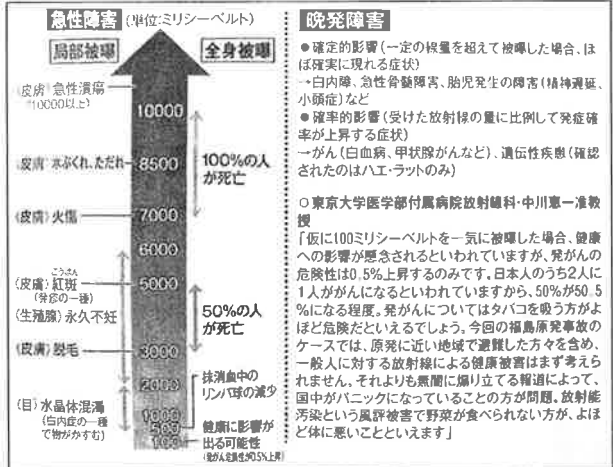 急性障害 (単位:ミリシーベルト)
局部被曝
全身被曝
(皮膚)急性潰瘍
(10000以上)
10000
100%の人
が死亡
(皮膚)水ぶくれ、ただれ
8500
(皮膚)火傷
7000
6000
こうはん
(皮膚)紅斑
(発疹の一種)
5000
(生殖腺)永久不妊
50%の人
が死亡
(皮膚)脱毛
3000
2000
抹消血中の
リンパ球の減少
(目)水晶体混濁
(白内症の一種
で物がかすむ)
1000
500
100
健康に影響が
出る可能性
(発がん危険性が0.5%上昇)
晩発障害
●確定的影響(一定の線量を超えて被曝した場合、ほ
ぼ確実に現れる症状)
→白内障、急性骨髄障害、胎児発生の障害(精神遅延、
小頭症)など
●確率的影響(受けた放射線の量に比例して発症確
率が上昇する症状)
→がん(白血病、甲状腺がんなど)、遺伝性疾患(確認
されたのはハエ・ラットのみ)
○東京大学医学部付属病院放射線科・中川恵一准教
授
「仮に100ミリシーベルトを一気に被曝した場合、健康
への影響が懸念されるといわれていますが、発がんの
危険性は0.5%上昇するのみです。日本人のうち2人に
1人ががんになるといわれていますから、50%が50.5
%になる程度。発がんについてはタバコを吸う方がよ
ほど危険だといえるでしょう。今回の福島原発事故の
ケースでは、原発に近い地域で避難した方々を含め、
一般人に対する放射線による健康被害はまず考えら
れません。それよりも無闇に煽り立てる報道によって、
国中がパニックになっていることの方が問題。放射能
汚染という風評被害で野菜が食べられない方が、よ
ほど体に悪いことといえます」